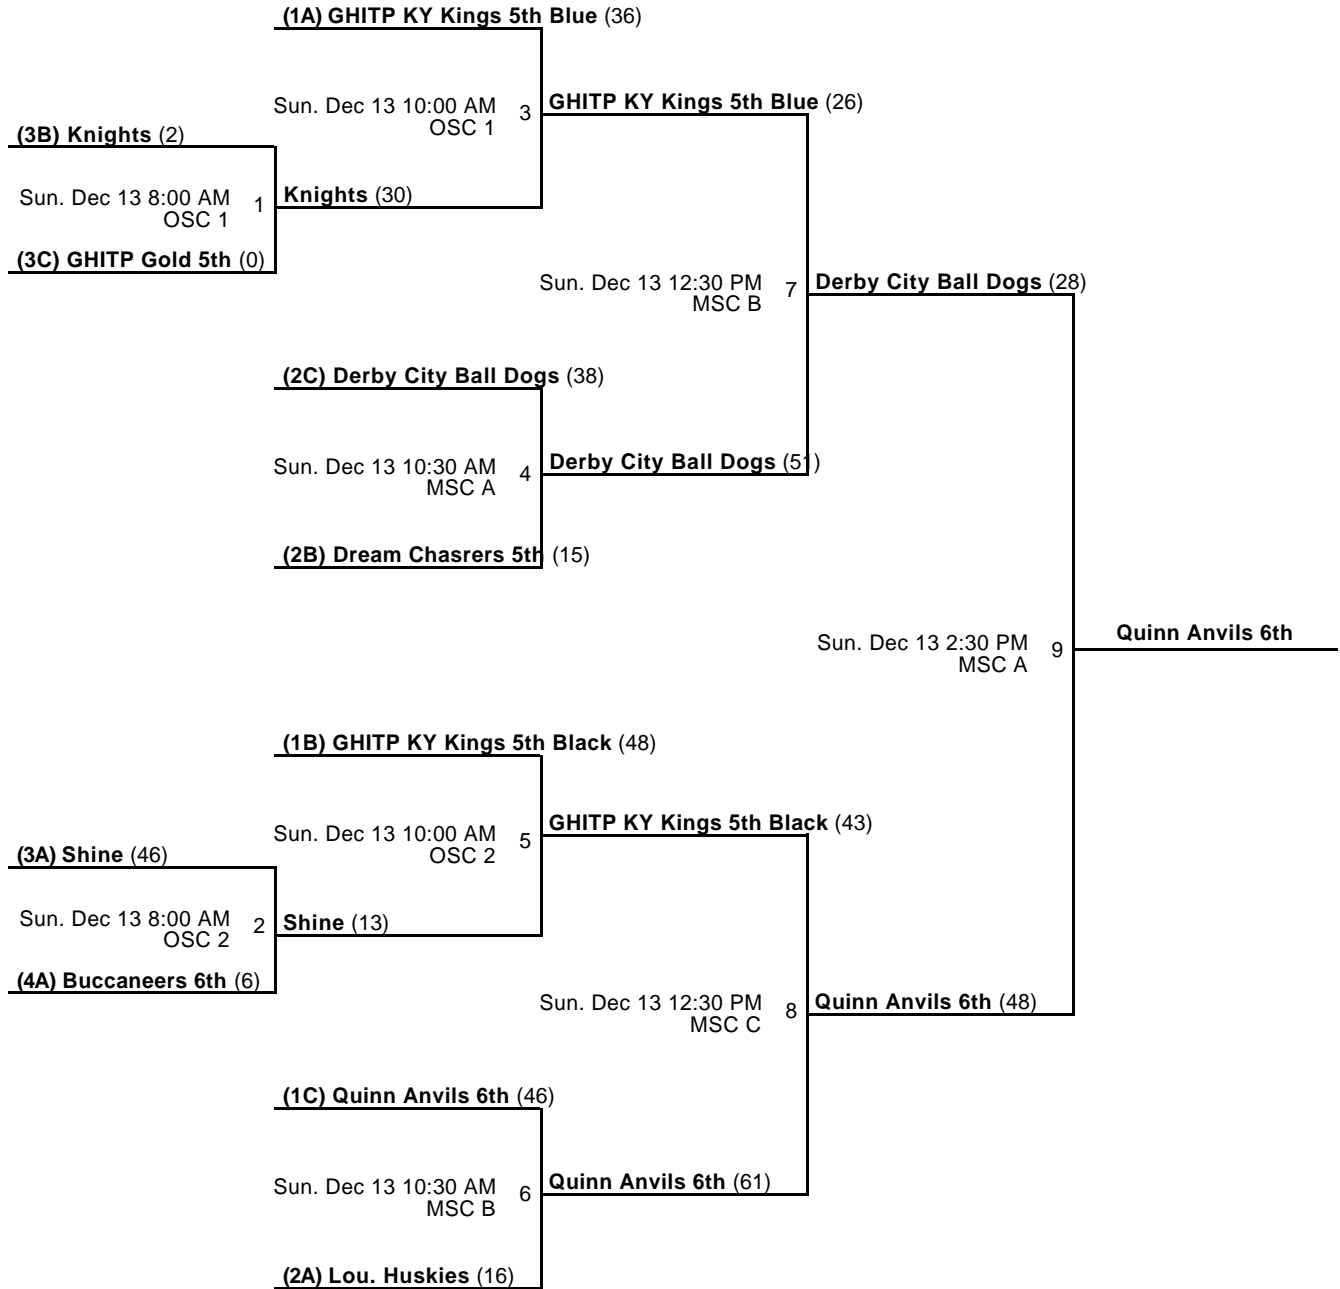 (1A) GHITP KY Kings 5th Blue (36)
Sun. Dec 13 10:00 AM
OSC 1
3
GHITP KY Kings 5th Blue (26)
(3B) Knights (2)
Sun. Dec 13 8:00 AM
OSC 1
1
Knights (30)
(3C) GHITP Gold 5th (0)
Sun. Dec 13 12:30 PM
MSC B
7
Derby City Ball Dogs (28)
(2C) Derby City Ball Dogs (38)
Sun. Dec 13 10:30 AM
MSC A
4
Derby City Ball Dogs (51)
(2B) Dream Chasrers 5th (15)
Sun. Dec 13 2:30 PM
MSC A
9
Quinn Anvils 6th
(1B) GHITP KY Kings 5th Black (48)
Sun. Dec 13 10:00 AM
OSC 2
5
GHITP KY Kings 5th Black (43)
(3A) Shine (46)
Sun. Dec 13 8:00 AM
OSC 2
2
Shine (13)
(4A) Buccaneers 6th (6)
Sun. Dec 13 12:30 PM
MSC C
8
Quinn Anvils 6th (48)
(1C) Quinn Anvils 6th (46)
Sun. Dec 13 10:30 AM
MSC B
6
Quinn Anvils 6th (61)
(2A) Lou. Huskies (16)